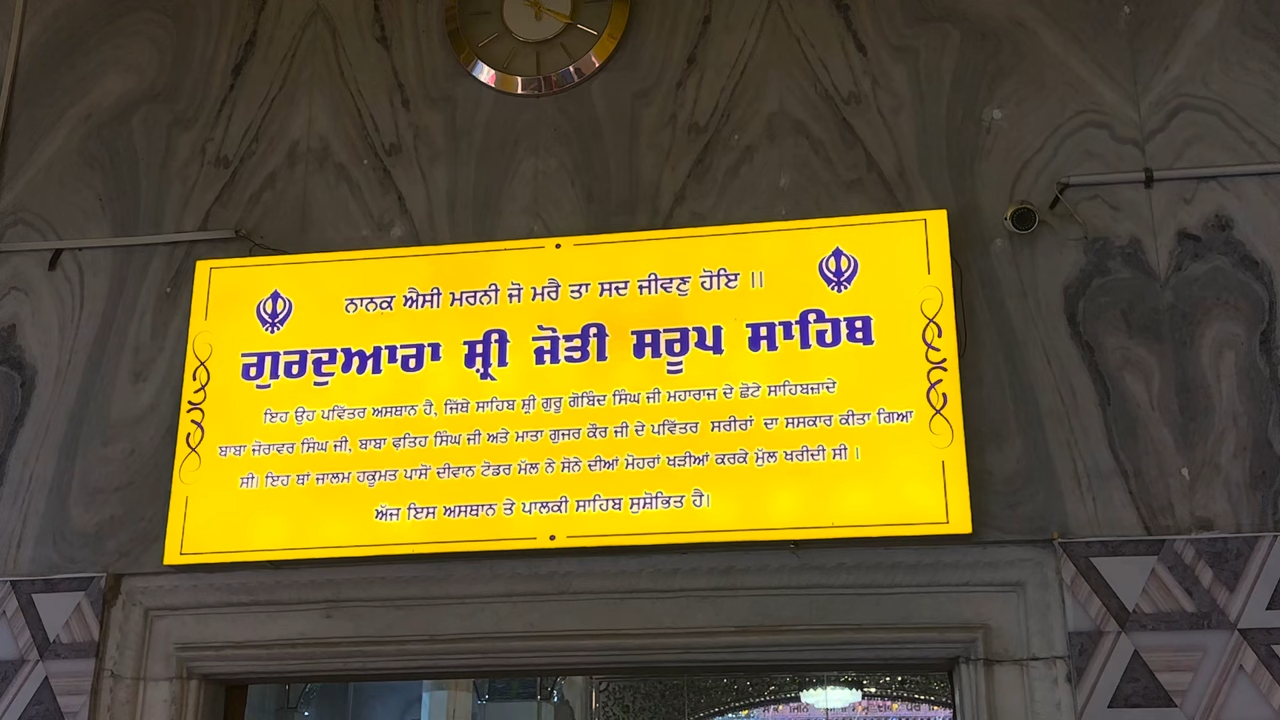 ਨਾਨਕ ਐਸੀ ਮਰਨੀ ਜੋ ਮਰੈ ਤਾ ਸਦ ਜੀਵਣੁ ਹੋਇ ।।
ਗੁਰਦੁਆਰਾ ਸ਼੍ਰੀ ਜੋਤੀ ਸਰੂਪ ਸਾਹਿਬ
ਇਹ ਉਹ ਪਵਿੱਤਰ ਅਸਥਾਨ ਹੈ, ਜਿੱਥੇ ਸਾਹਿਬ ਸ਼੍ਰੀ ਗੁਰੂ ਗੋਬਿੰਦ ਸਿੰਘ ਜੀ ਮਹਾਰਾਜ ਦੇ ਛੋਟੇ ਸਾਹਿਬਜ਼ਾਦੇ
ਬਾਬਾ ਜੋਰਾਵਰ ਸਿੰਘ ਜੀ, ਬਾਬਾ ਫ਼ਤਿਹ ਸਿੰਘ ਜੀ ਅਤੇ ਮਾਤਾ ਗੁਜਰ ਕੌਰ ਜੀ ਦੇ ਪਵਿੱਤਰ ਸਰੀਰਾਂ ਦਾ ਸਸਕਾਰ ਕੀਤਾ ਗਿਆ
ਸੀ। ਇਹ ਥਾਂ ਜਾਲਮ ਹਕੂਮਤ ਪਾਸੋਂ ਦੀਵਾਨ ਟੋਡਰ ਮੱਲ ਨੇ ਸੋਨੇ ਦੀਆਂ ਮੋਹਰਾਂ ਖੜੀਆਂ ਕਰਕੇ ਮੁੱਲ ਖਰੀਦੀ ਸੀ ।
ਅੱਜ ਇਸ ਅਸਥਾਨ ਤੇ ਪਾਲਕੀ ਸਾਹਿਬ ਸੁਸ਼ੋਭਿਤ ਹੈ।